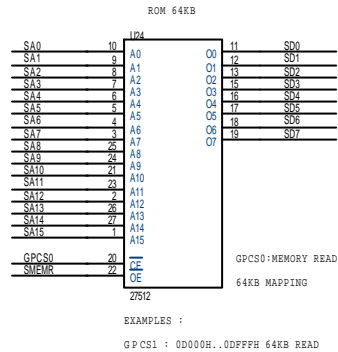 ROM 64KB
U24
SA0 10 A0 O0 11 SD0
SA1 9 A1 O1 12 SD1
SA2 8 A2 O2 13 SD2
SA3 7 A3 O3 15 SD3
SA4 6 A4 O4 16 SD4
SA5 5 A5 O5 17 SD5
SA6 4 A6 O6 18 SD6
SA7 3 A7 O7 19 SD7
SA8 25 A8
SA9 24 A9
SA10 21 A10
SA11 23 A11
SA12 2 A12
SA13 26 A13
SA14 27 A14
SA15 1 A15
GPCS0 20 CE GPCS0:MEMORY READ
SMEMR 22 OE 64KB MAPPING
27512
EXAMPLES :
GPCS1 : 0D000H..0DFFFH 64KB READ